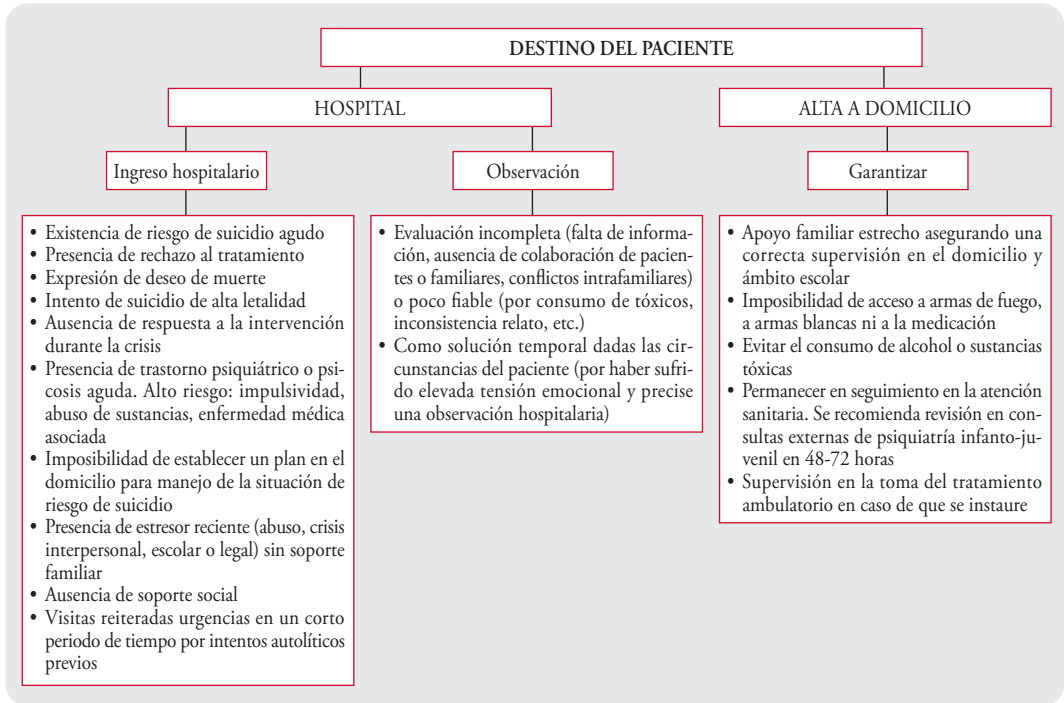 DESTINO DEL PACIENTE
HOSPITAL
ALTA A DOMICILIO
Ingreso hospitalario
Observación
Garantizar
• Existencia de riesgo de suicidio agudo
• Presencia de rechazo al tratamiento
• Expresión de deseo de muerte
• Intento de suicidio de alta letalidad
• Ausencia de respuesta a la intervención
durante la crisis
• Presencia de trastorno psiquiátrico o psi-
cosis aguda. Alto riesgo: impulsividad,
abuso de sustancias, enfermedad médica
asociada
• Imposibilidad de establecer un plan en el
domicilio para manejo de la situación de
riesgo de suicidio
• Presencia de estresor reciente (abuso, crisis
interpersonal, escolar o legal) sin soporte
familiar
• Ausencia de soporte social
• Visitas reiteradas urgencias en un corto
periodo de tiempo por intentos autolíticos
previos
• Evaluación incompleta (falta de informa-
ción, ausencia de colaboración de pacien-
tes o familiares, conflictos intrafamiliares)
o poco fiable (por consumo de tóxicos,
inconsistencia relato, etc.)
• Como solución temporal dadas las cir-
cunstancias del paciente (por haber sufri-
do elevada tensión emocional y precise
una observación hospitalaria)
• Apoyo familiar estrecho asegurando una
correcta supervisión en el domicilio y
ámbito escolar
• Imposibilidad de acceso a armas de fuego,
a armas blancas ni a la medicación
• Evitar el consumo de alcohol o sustancias
tóxicas
• Permanecer en seguimiento en la atención
sanitaria. Se recomienda revisión en con-
sultas externas de psiquiatría infanto-ju-
venil en 48-72 horas
• Supervisión en la toma del tratamiento
ambulatorio en caso de que se instaure